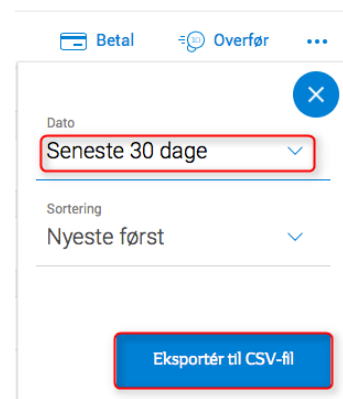 Betal Overfør
Dato
Seneste 30 dage
Sortering
Nyeste først
Eksportér til CSV-fil